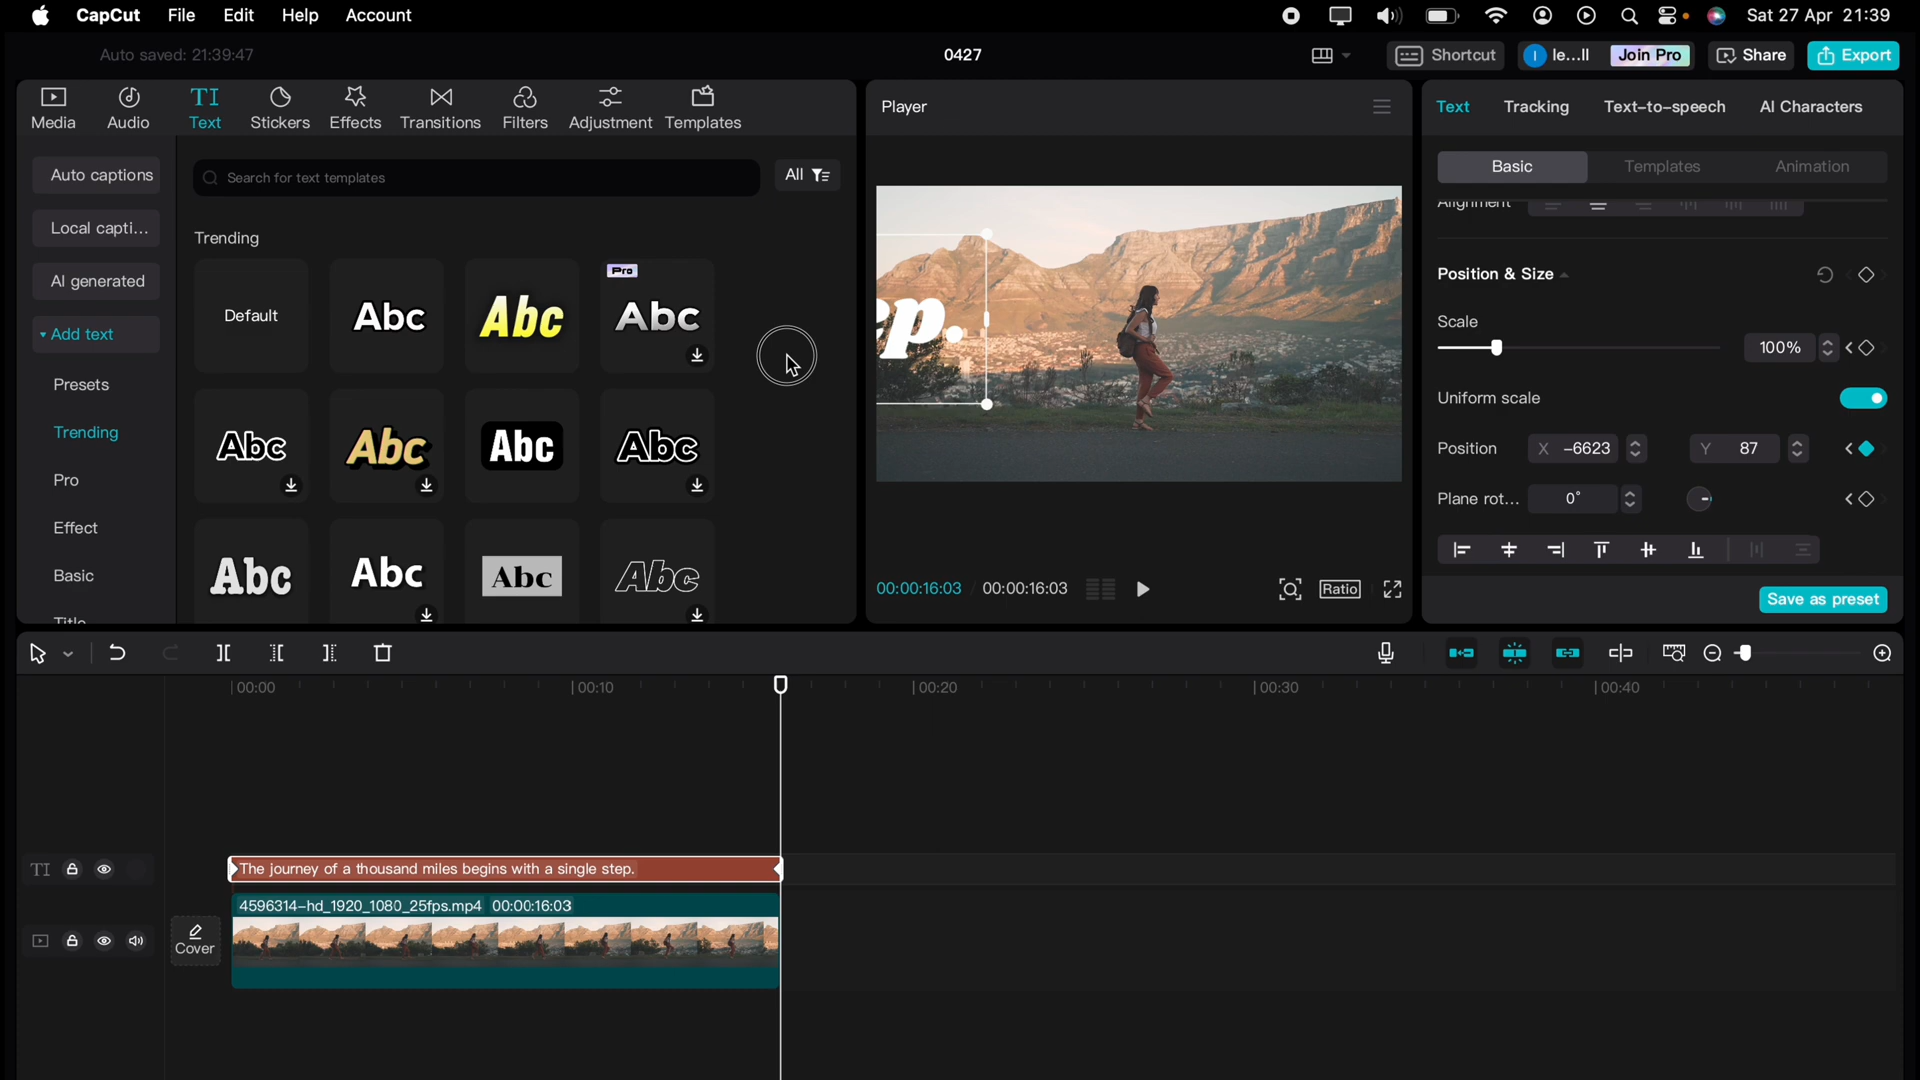 CapCut File Edit Help Account Sat 27 Apr 21:39
Auto saved: 21:39:47 0427 Shortcut I le...ll Join Pro Share Export
Media Audio Text Stickers Effects Transitions Filters Adjustment Templates
Auto captions
Local capti...
AI generated
Add text
Presets
Trending
Pro
Effect
Basic
Title
Search for text templates All
Trending
Default Abc Abc Pro Abc
Abc Abc Abc Abc
Abc Abc Abc Abc
Player
ep.
00:00:16:03 / 00:00:16:03 Ratio
Text Tracking Text-to-speech AI Characters
Basic Templates Animation
Alignment
Position & Size
Scale
100%
Uniform scale
Position X -6623 Y 87
Plane rot... 0°
Save as preset
00:00 00:10 00:20 00:30 00:40
TI The journey of a thousand miles begins with a single step.
4596314-hd_1920_1080_25fps.mp4 00:00:16:03
Cover